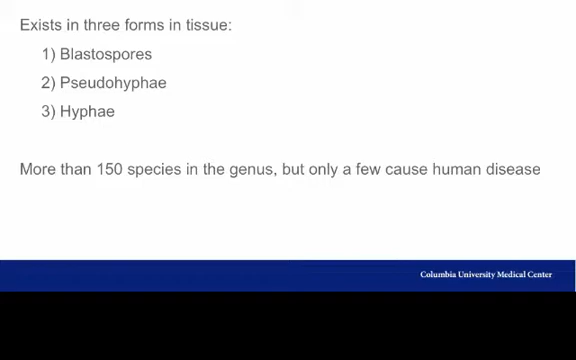 Exists in three forms in tissue:
1) Blastospores
2) Pseudohyphae
3) Hyphae
More than 150 species in the genus, but only a few cause human disease
Columbia University Medical Center